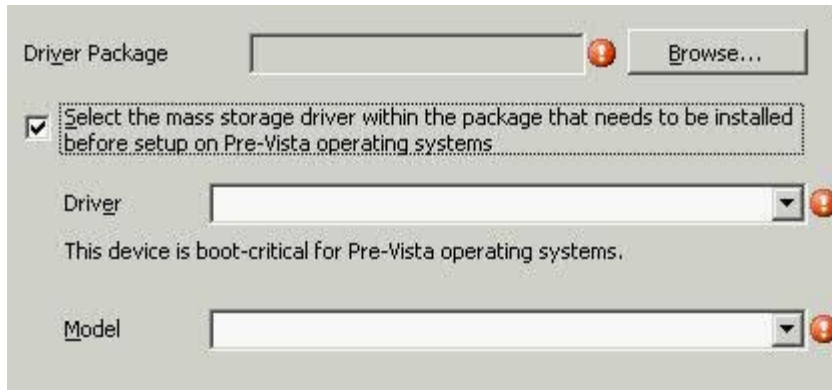 Driver Package
Browse...
Select the mass storage driver within the package that needs to be installed
before setup on Pre-Vista operating systems
Driver
This device is boot-critical for Pre-Vista operating systems.
Model